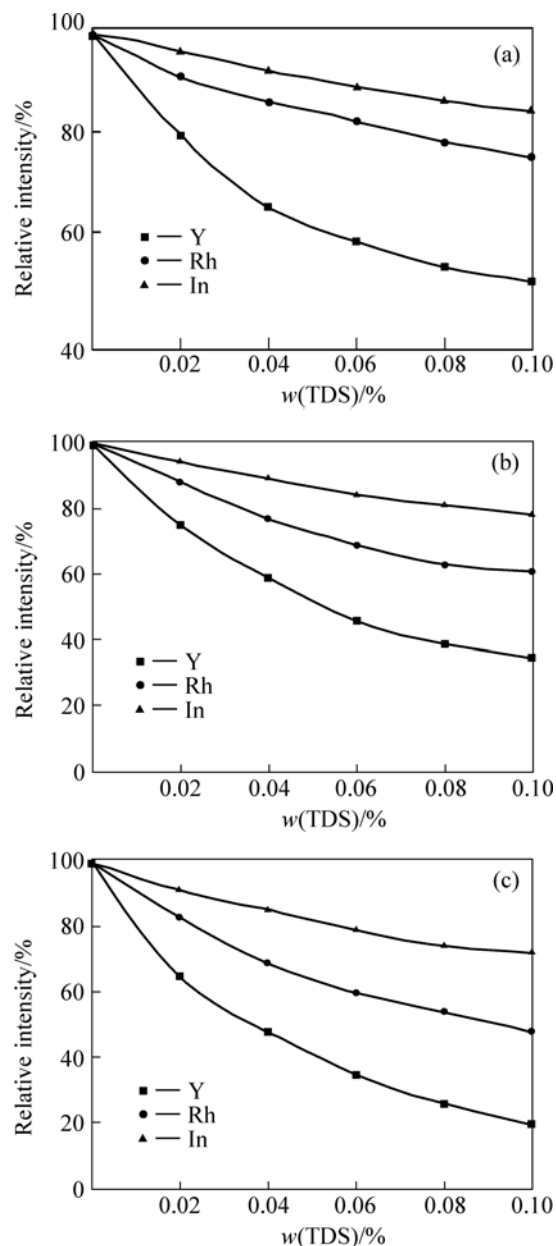 100
(a)
80
60
40
Relative intensity/%
Y
Rh
In
0.02 0.04 0.06 0.08 0.10
w(TDS)/%
100
(b)
80
60
40
20
0
Relative intensity/%
Y
Rh
In
0.02 0.04 0.06 0.08 0.10
w(TDS)/%
100
(c)
80
60
40
20
0
Relative intensity/%
Y
Rh
In
0.02 0.04 0.06 0.08 0.10
w(TDS)/%